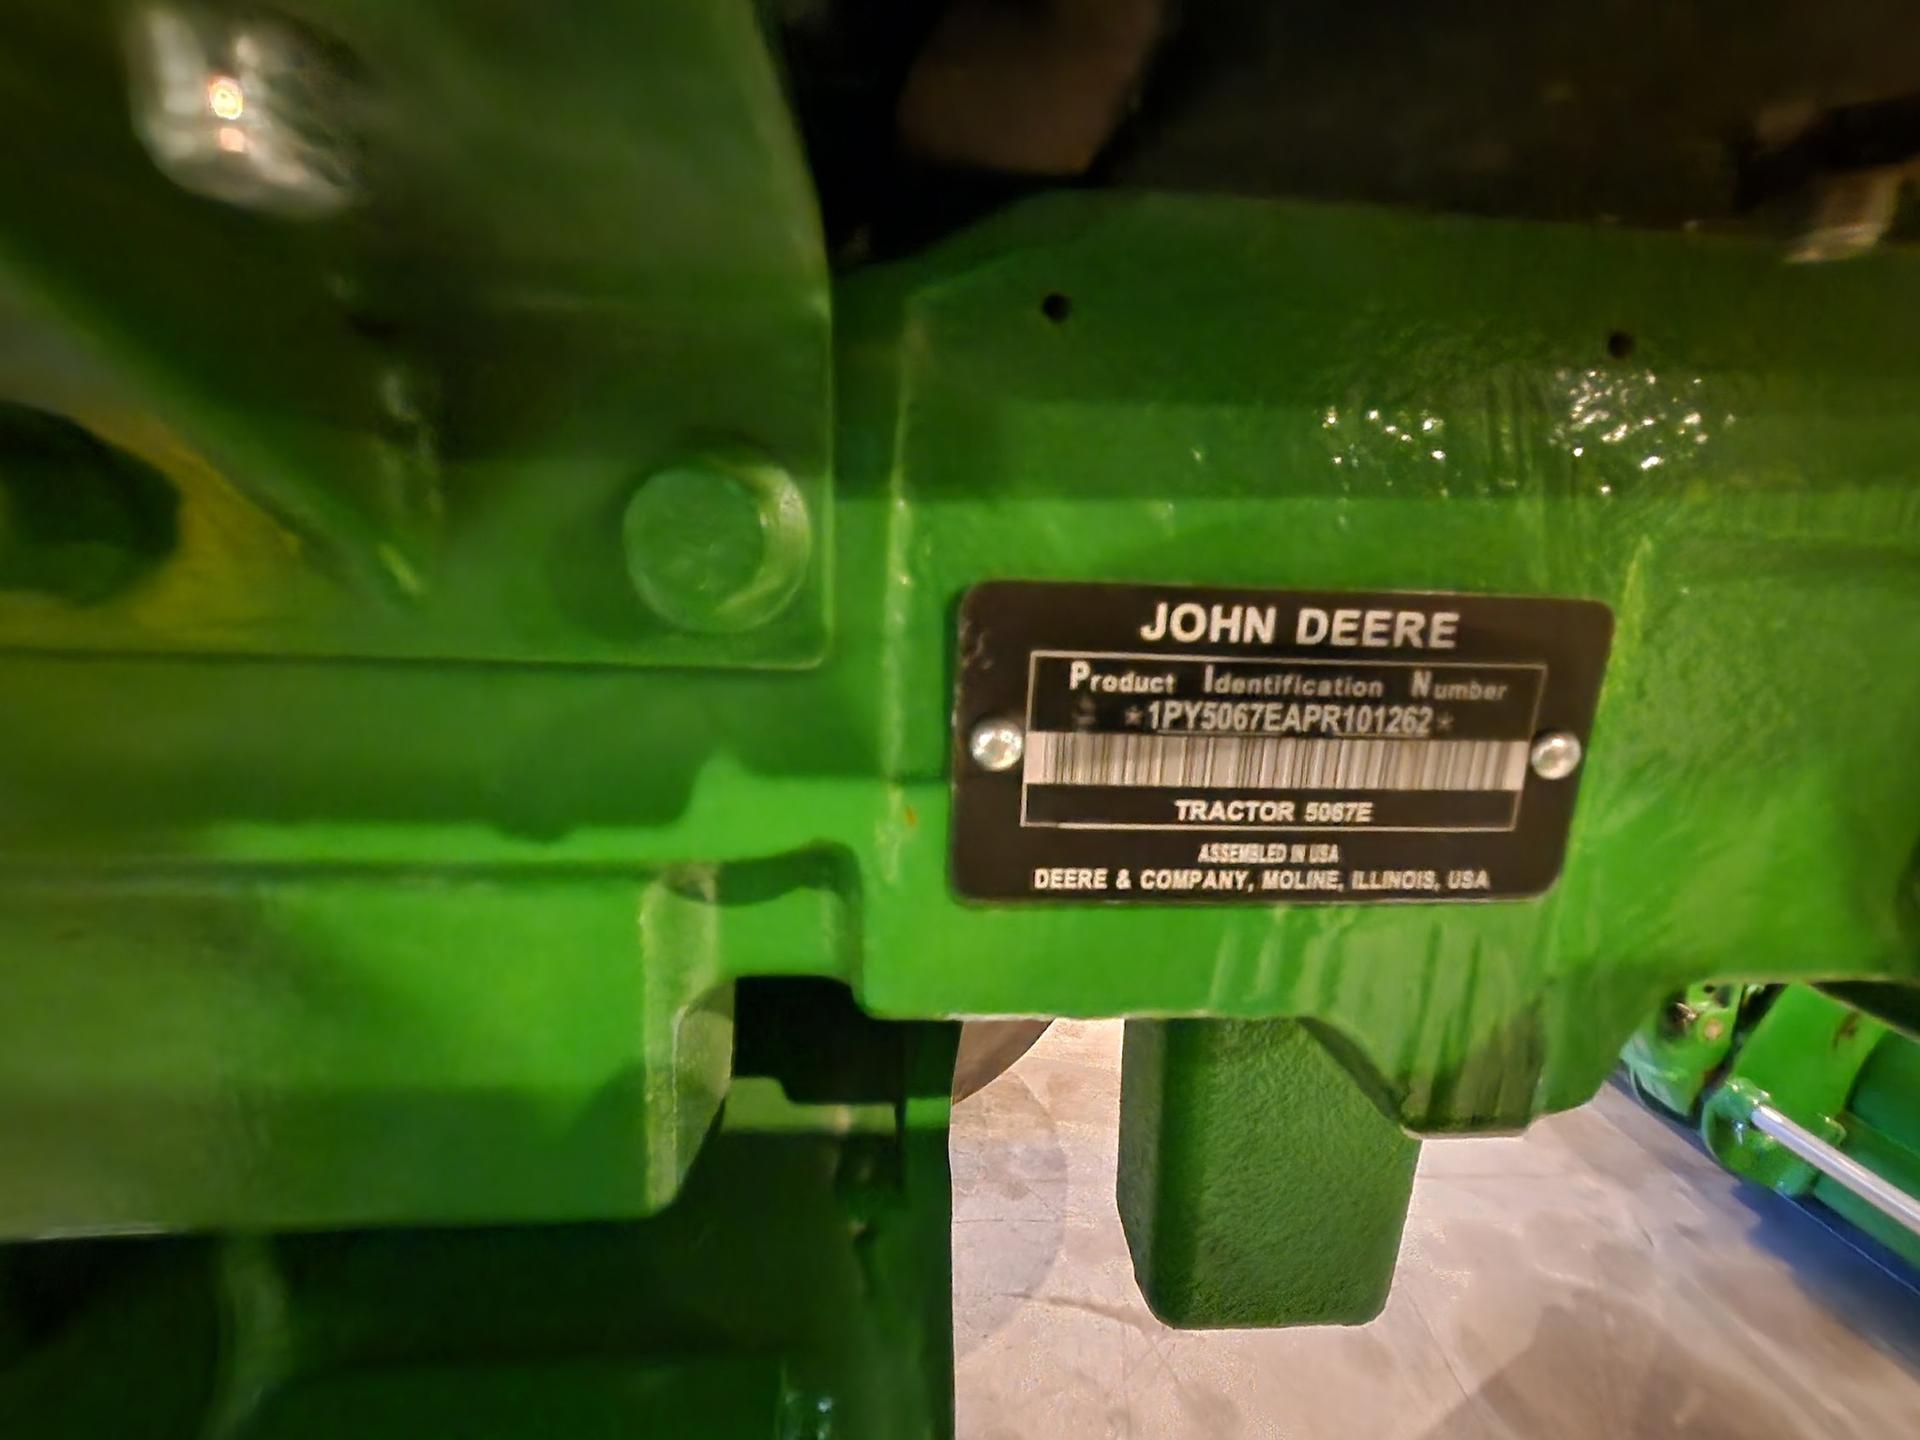 JOHN DEERE
Product Identification Number
*1PY5067EAPR101262*
TRACTOR 5067E
ASSEMBLED IN USA
DEERE & COMPANY, MOLINE, ILLINOIS, USA